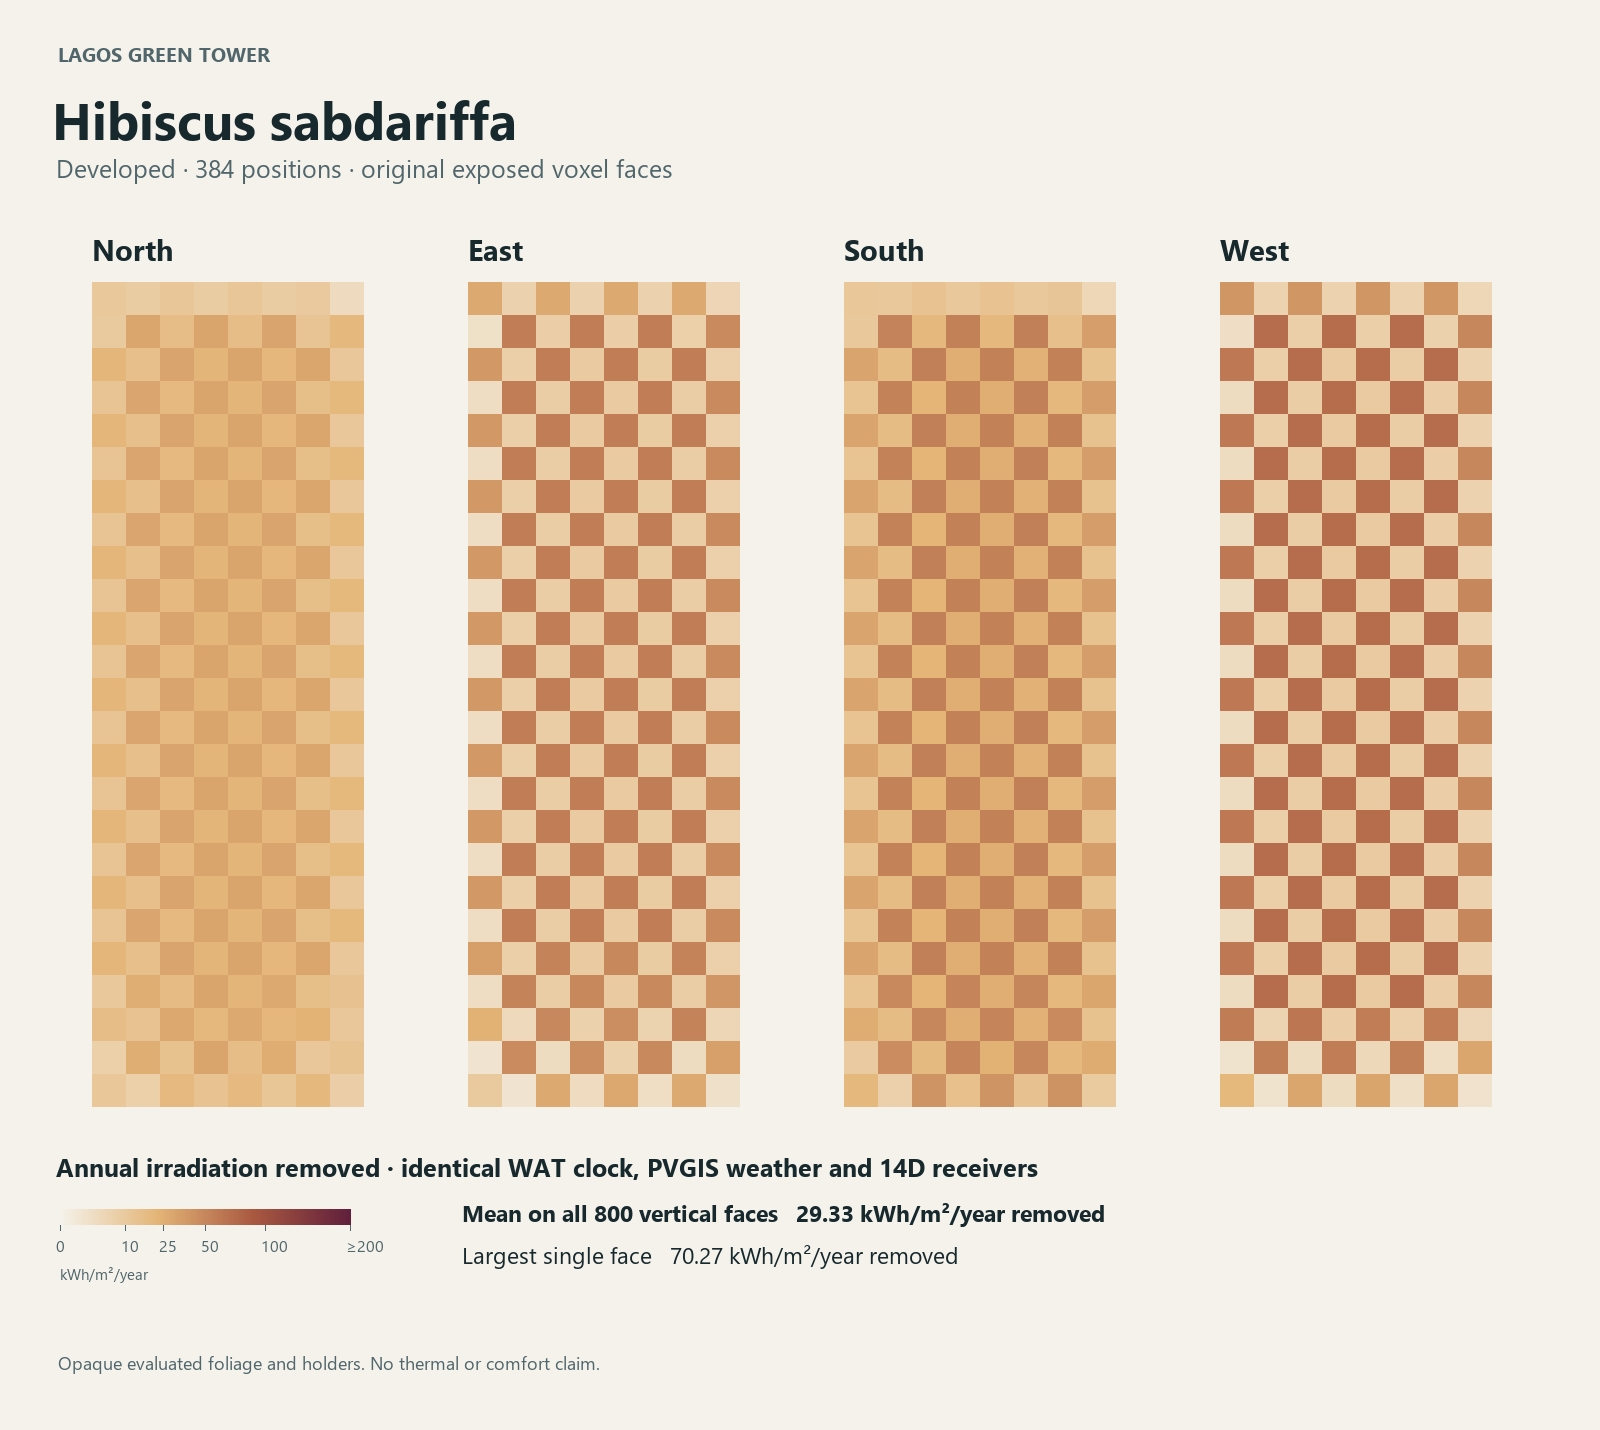 LAGOS GREEN TOWER
Hibiscus sabdariffa
Developed · 384 positions · original exposed voxel faces
North East South West
Annual irradiation removed · identical WAT clock, PVGIS weather and 14D receivers
Mean on all 800 vertical faces 29.33 kWh/m²/year removed
0 10 25 50 100 ≥200
Largest single face 70.27 kWh/m²/year removed
kWh/m²/year
Opaque evaluated foliage and holders. No thermal or comfort claim.